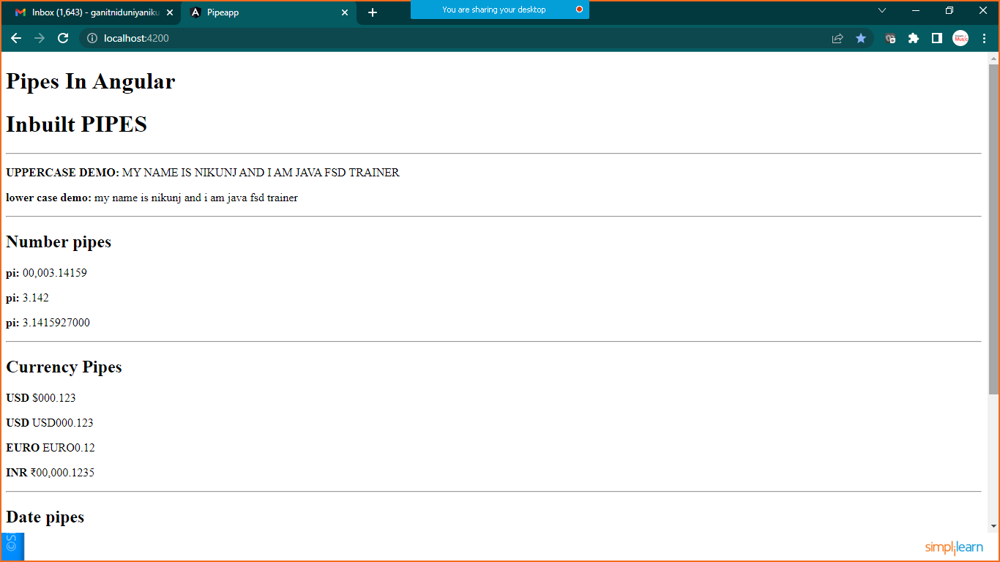 Inbox (1,643) - ganitniduniyaniku
Pipeapp
You are sharing your desktop
localhost:4200
Pipes In Angular
Inbuilt PIPES
UPPERCASE DEMO: MY NAME IS NIKUNJ AND I AM JAVA FSD TRAINER
lower case demo: my name is nikunj and i am java fsd trainer
Number pipes
pi: 00,003.14159
pi: 3.142
pi: 3.1415927000
Currency Pipes
USD $000.123
USD USD000.123
EURO EURO0.12
INR ₹00,000.1235
Date pipes
©S
simplilearn